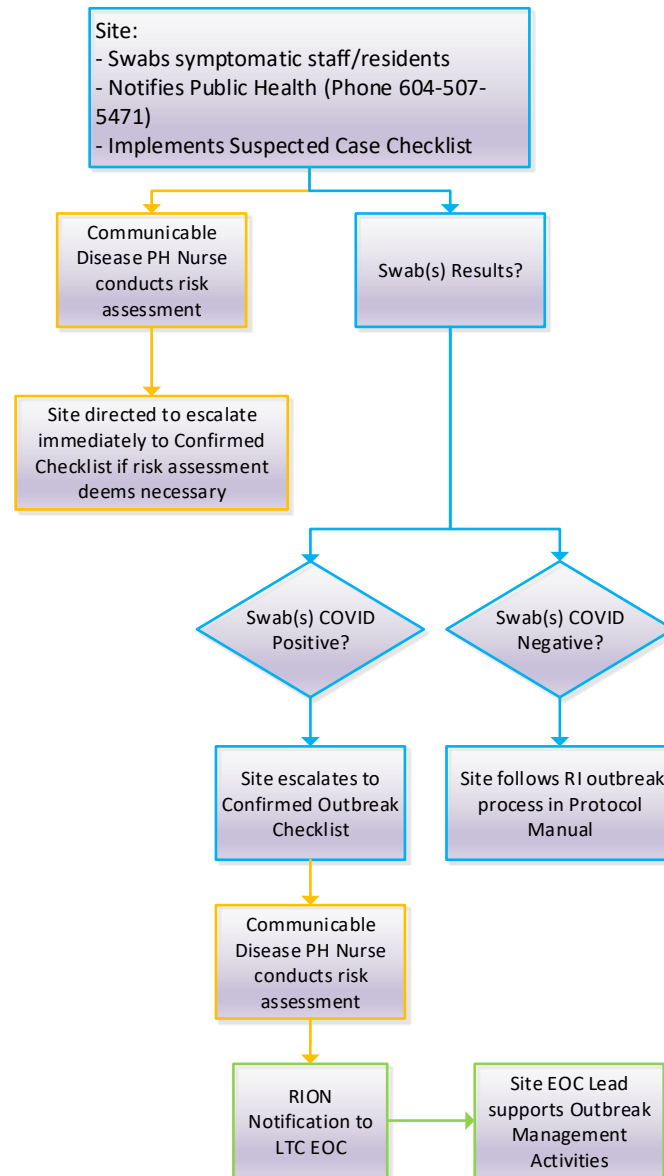 Site:
- Swabs symptomatic staff/residents
- Notifies Public Health (Phone 604-507-
5471)
- Implements Suspected Case Checklist
Communicable
Disease PH Nurse
conducts risk
assessment
Swab(s) Results?
Site directed to escalate
immediately to Confirmed
Checklist if risk assessment
deems necessary
Swab(s) COVID
Positive?
Swab(s) COVID
Negative?
Site escalates to
Confirmed Outbreak
Checklist
Site follows RI outbreak
process in Protocol
Manual
Communicable
Disease PH Nurse
conducts risk
assessment
RION
Notification to
LTC EOC
Site EOC Lead
supports Outbreak
Management
Activities